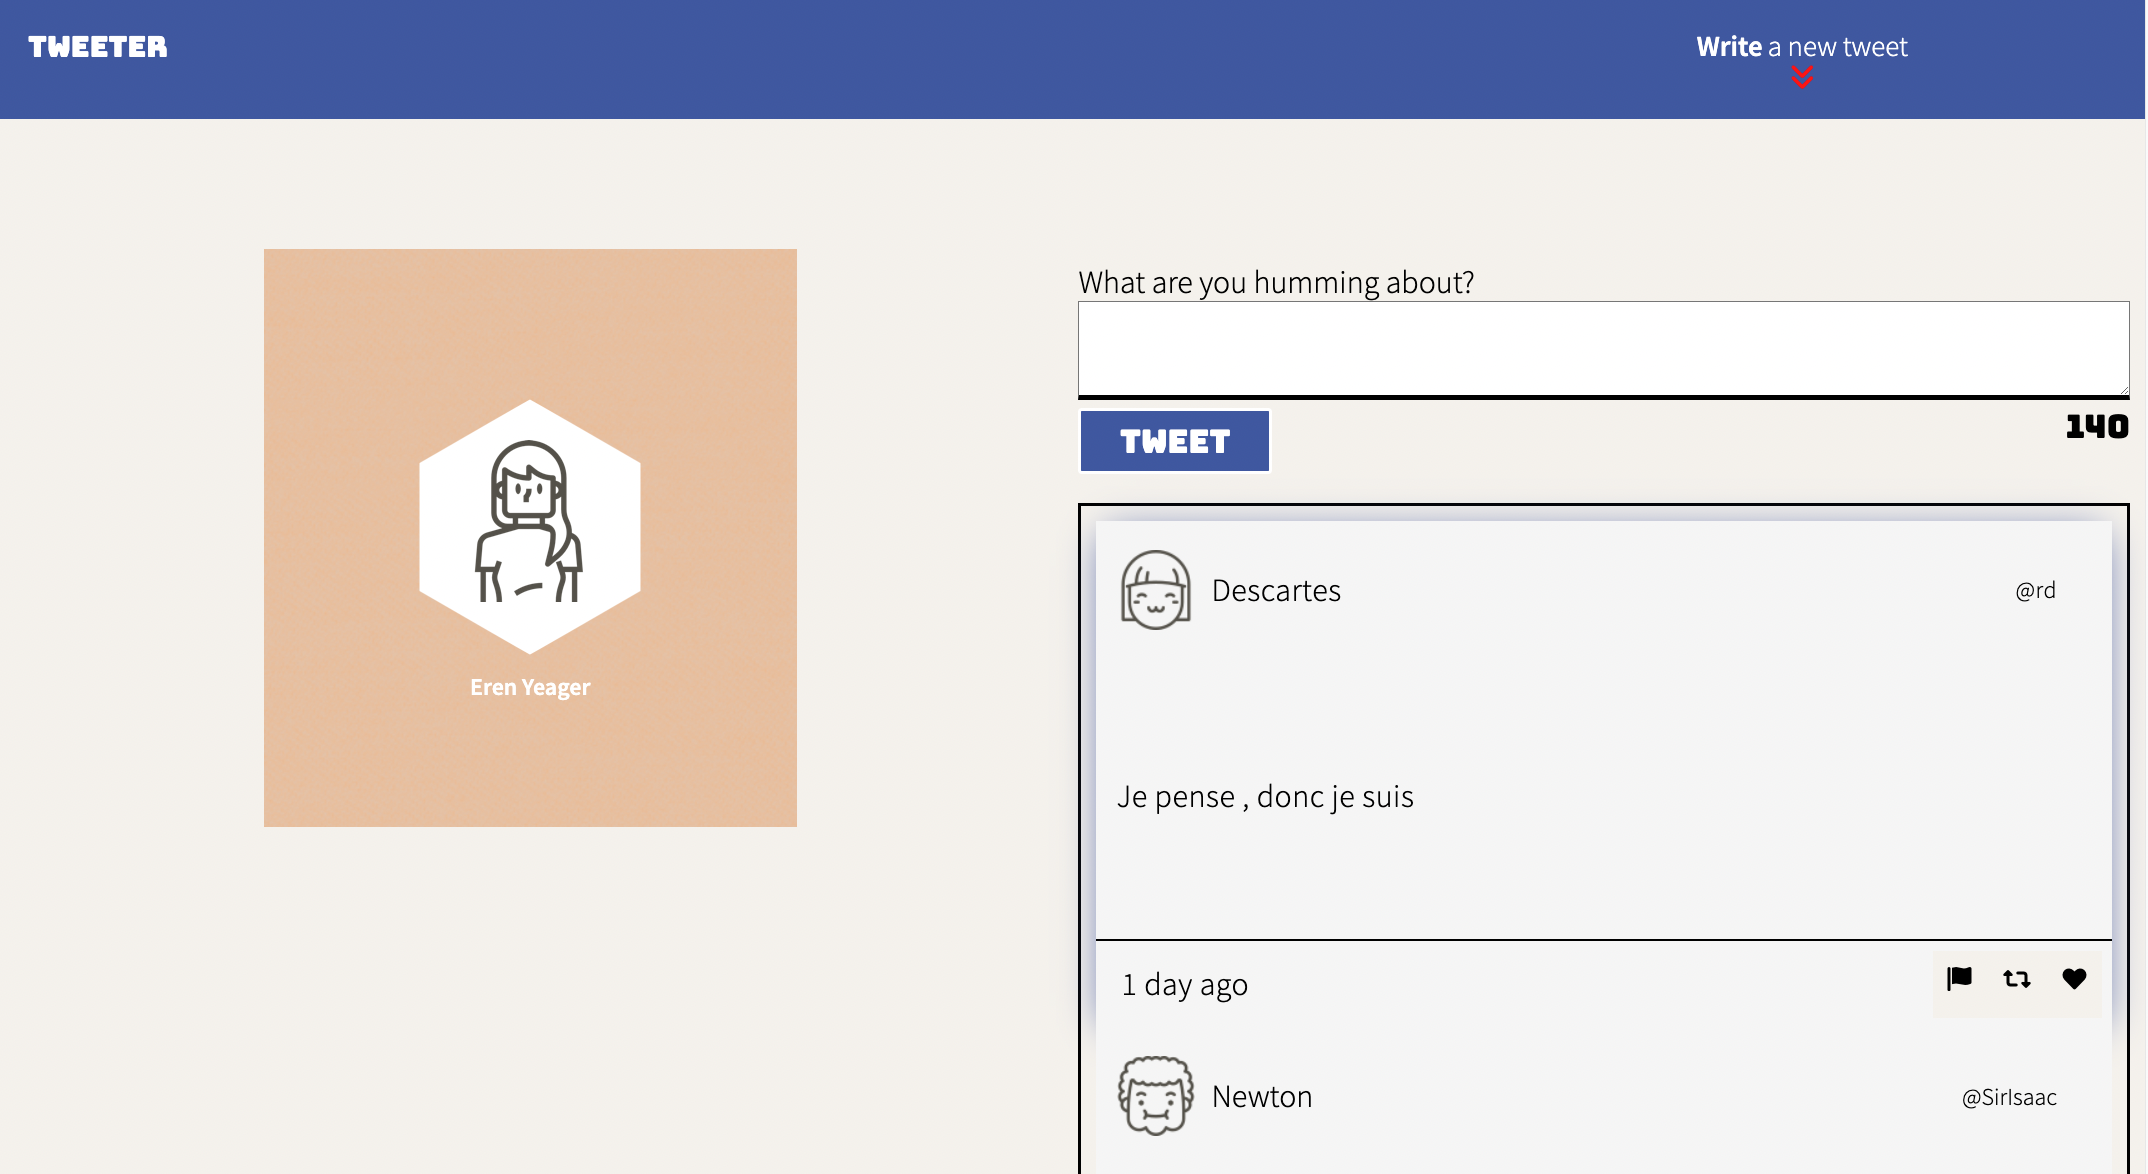 TWEETER
Write a new tweet
Eren Yeager
What are you humming about?
TWEET
140
Descartes
@rd
Je pense , donc je suis
1 day ago
Newton
@SirIsaac